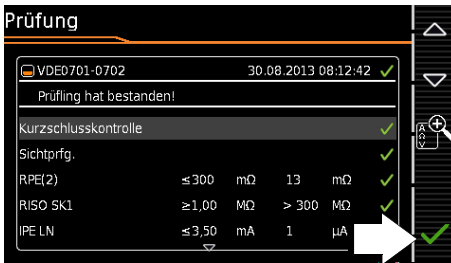 Prüfung
VDE0701-0702 30.08.2013 08:12:42
Prüfling hat bestanden!
Kurzschlusskontrolle
Sichtprfg.
RPE(2) ≤300 mΩ 13 mΩ
RISO SK1 ≥1,00 MΩ > 300 MΩ
IPE LN ≤3,50 mA 1 µA
A
Ω
V